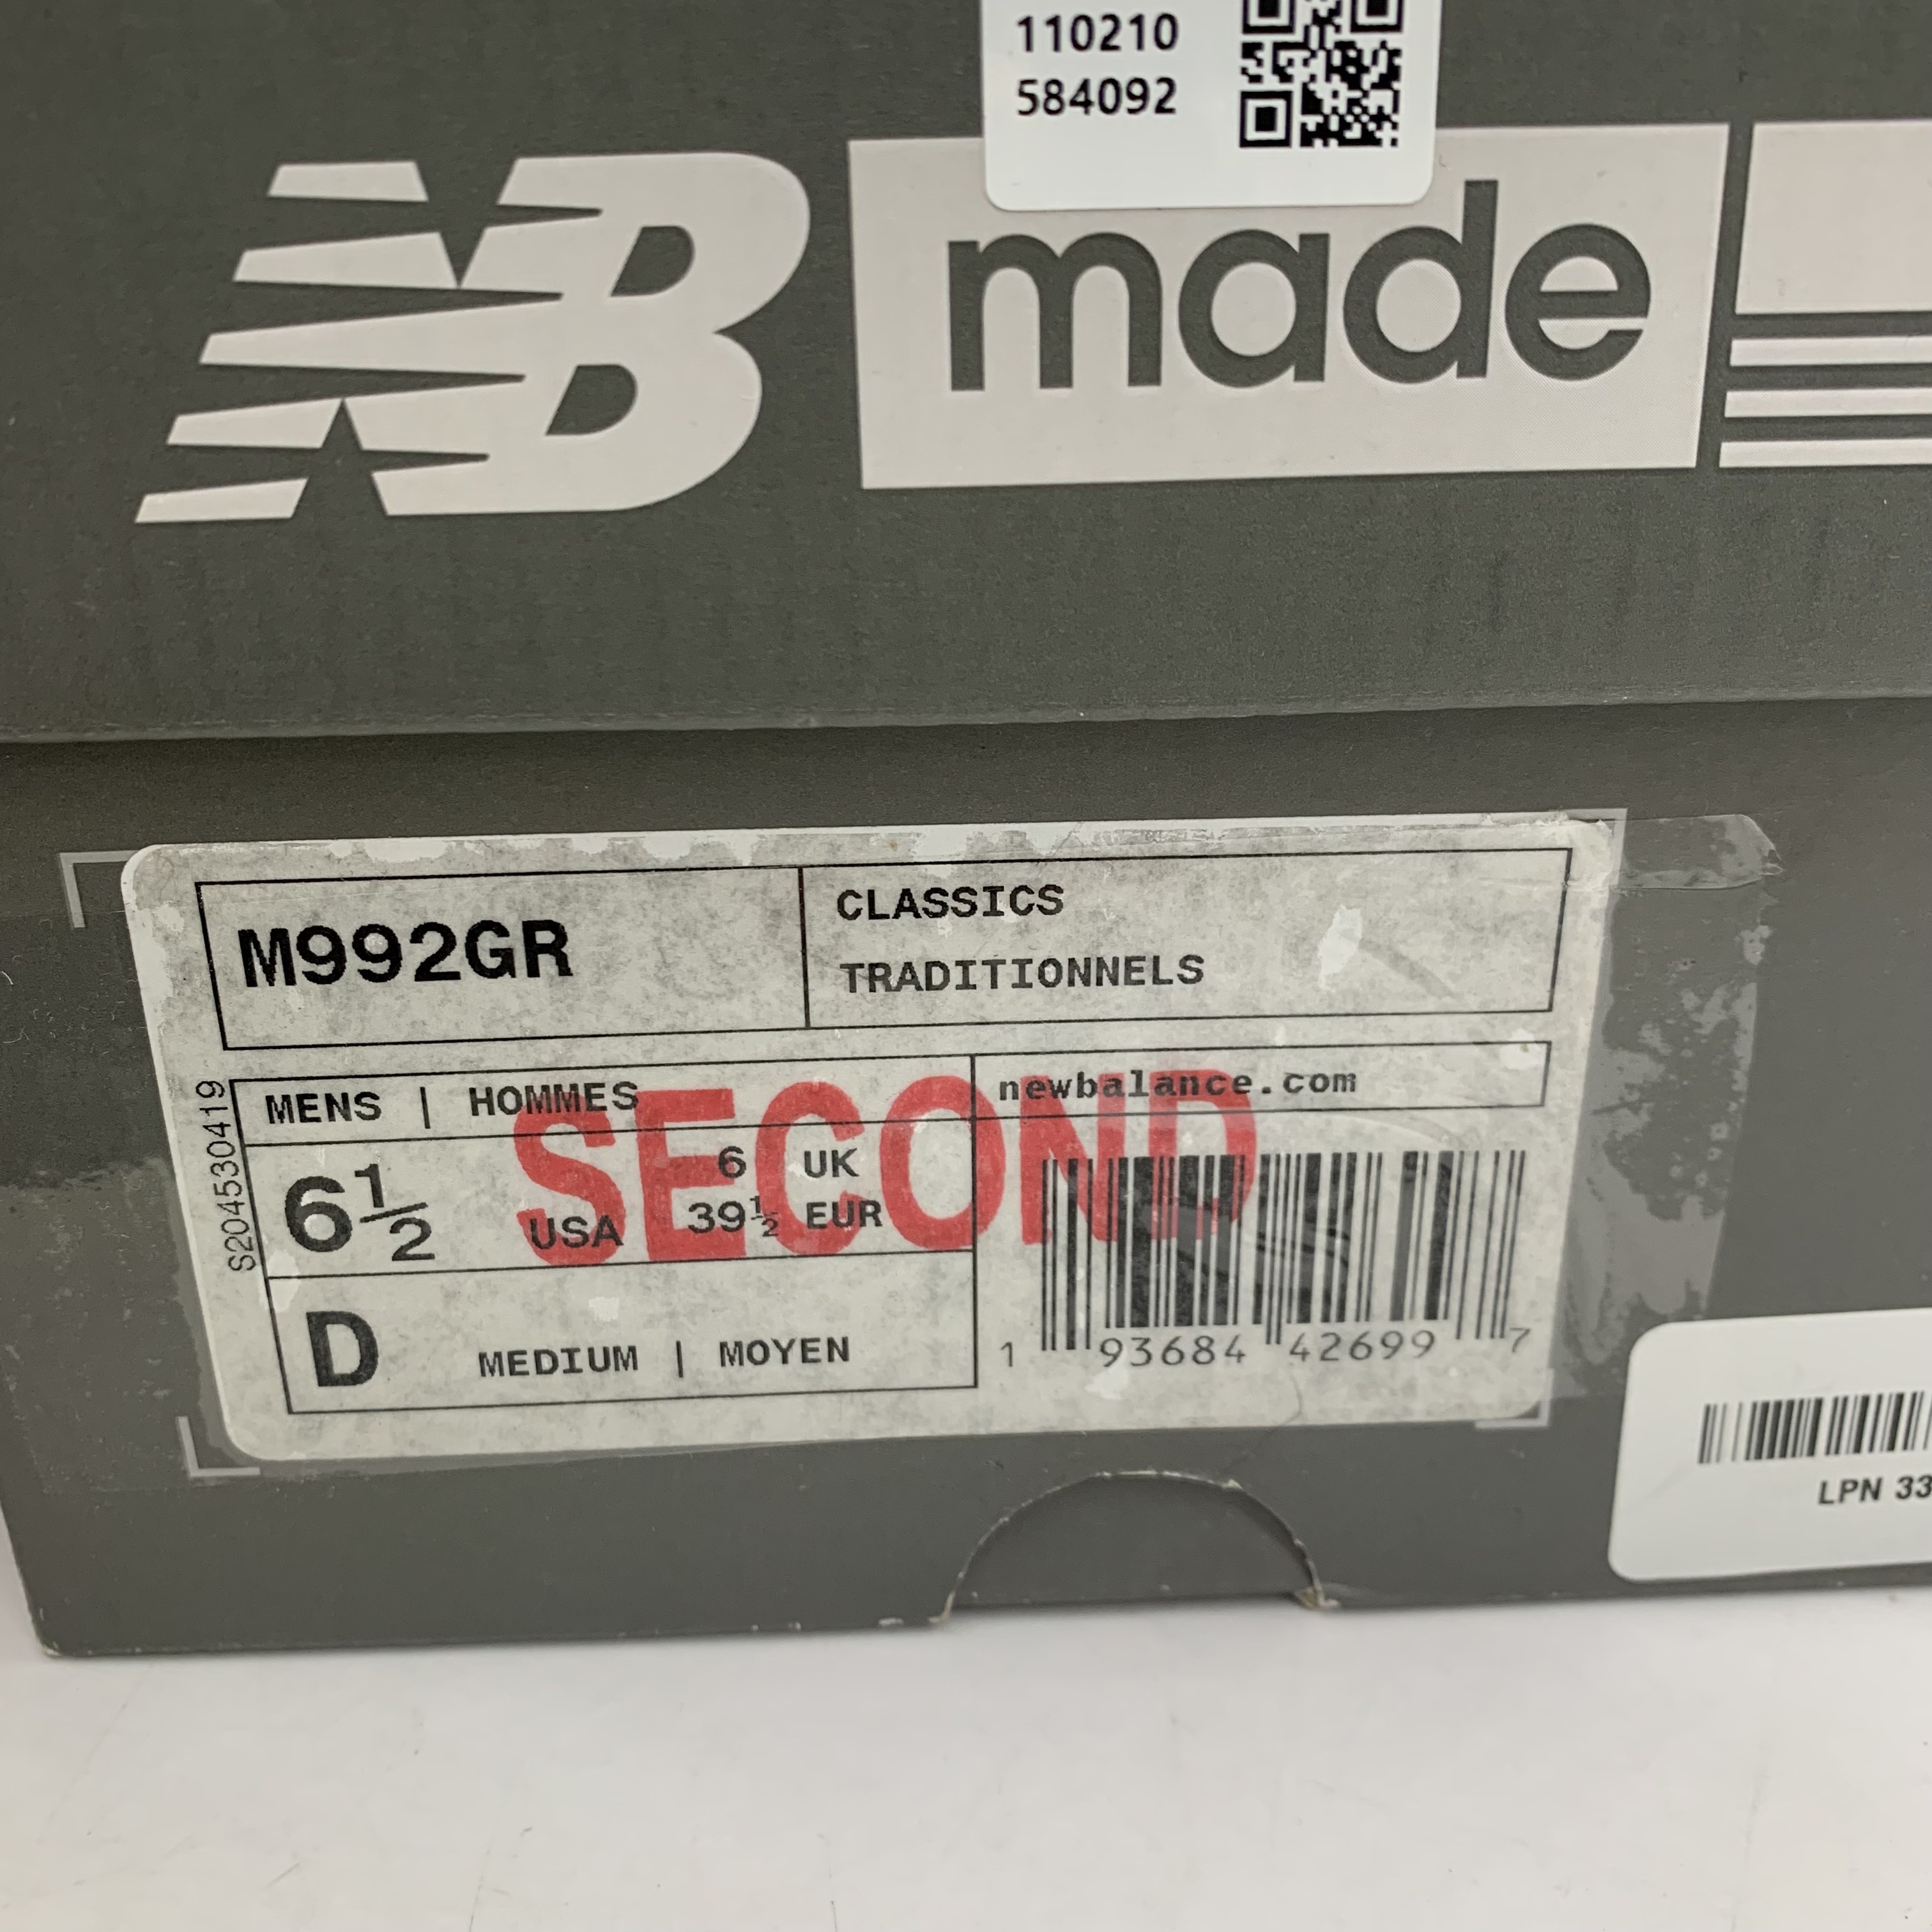 110210
584092
NB
made
M992GR
CLASSICS
TRADITIONNELS
S204530419
MENS | HOMMES
newbalance.com
SECOND
6½ USA
6 UK
39½ EUR
D
MEDIUM | MOYEN
1 93684 42699 7
LPN 33